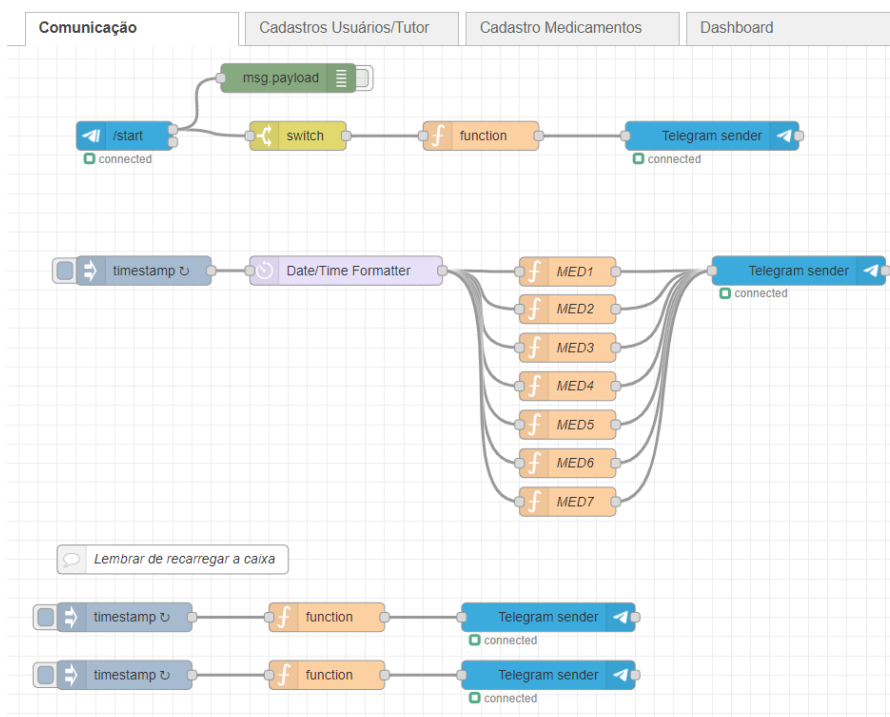 Comunicação
Cadastros Usuários/Tutor
Cadastro Medicamentos
Dashboard
msg.payload
/start
connected
switch
function
Telegram sender
connected
timestamp ↻
Date/Time Formatter
MED1
MED2
MED3
MED4
MED5
MED6
MED7
Telegram sender
connected
Lembrar de recarregar a caixa
timestamp ↻
function
Telegram sender
connected
timestamp ↻
function
Telegram sender
connected